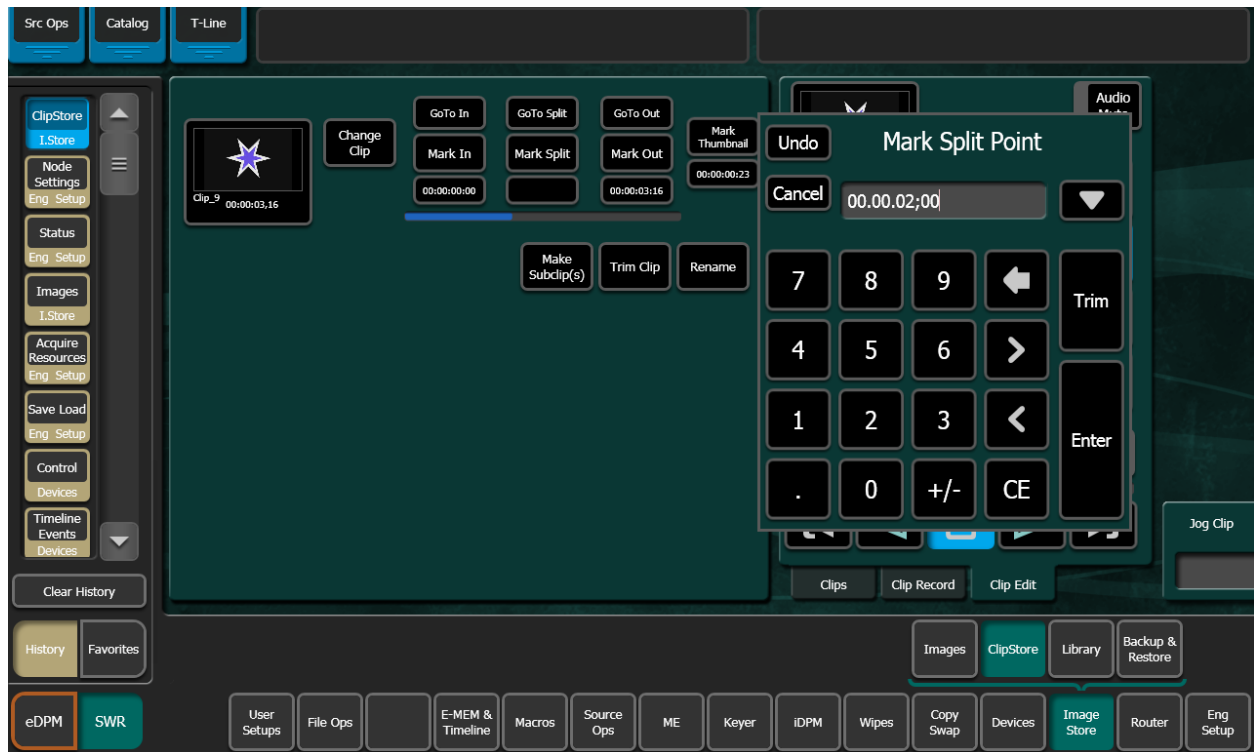 Src Ops
Catalog
T-Line
ClipStore
I.Store
Node
Settings
Eng Setup
Status
Eng Setup
Images
I.Store
Acquire
Resources
Eng Setup
Save Load
Eng Setup
Control
Devices
Timeline
Events
Devices
Clear History
History
Favorites
Clip_9 00:00:03,16
Change
Clip
GoTo In
GoTo Split
GoTo Out
Mark In
Mark Split
Mark Out
Mark
Thumbnail
00:00:00:00
00:00:03:16
00:00:00:23
Make
Subclip(s)
Trim Clip
Rename
Audio
Undo
Mark Split Point
Cancel
00.00.02;00
7
8
9
Trim
4
5
6
>
1
2
3
<
Enter
.
0
+/-
CE
Jog Clip
Clips
Clip Record
Clip Edit
Images
ClipStore
Library
Backup &
Restore
eDPM
SWR
User
Setups
File Ops
E-MEM &
Timeline
Macros
Source
Ops
ME
Keyer
iDPM
Wipes
Copy
Swap
Devices
Image
Store
Router
Eng
Setup